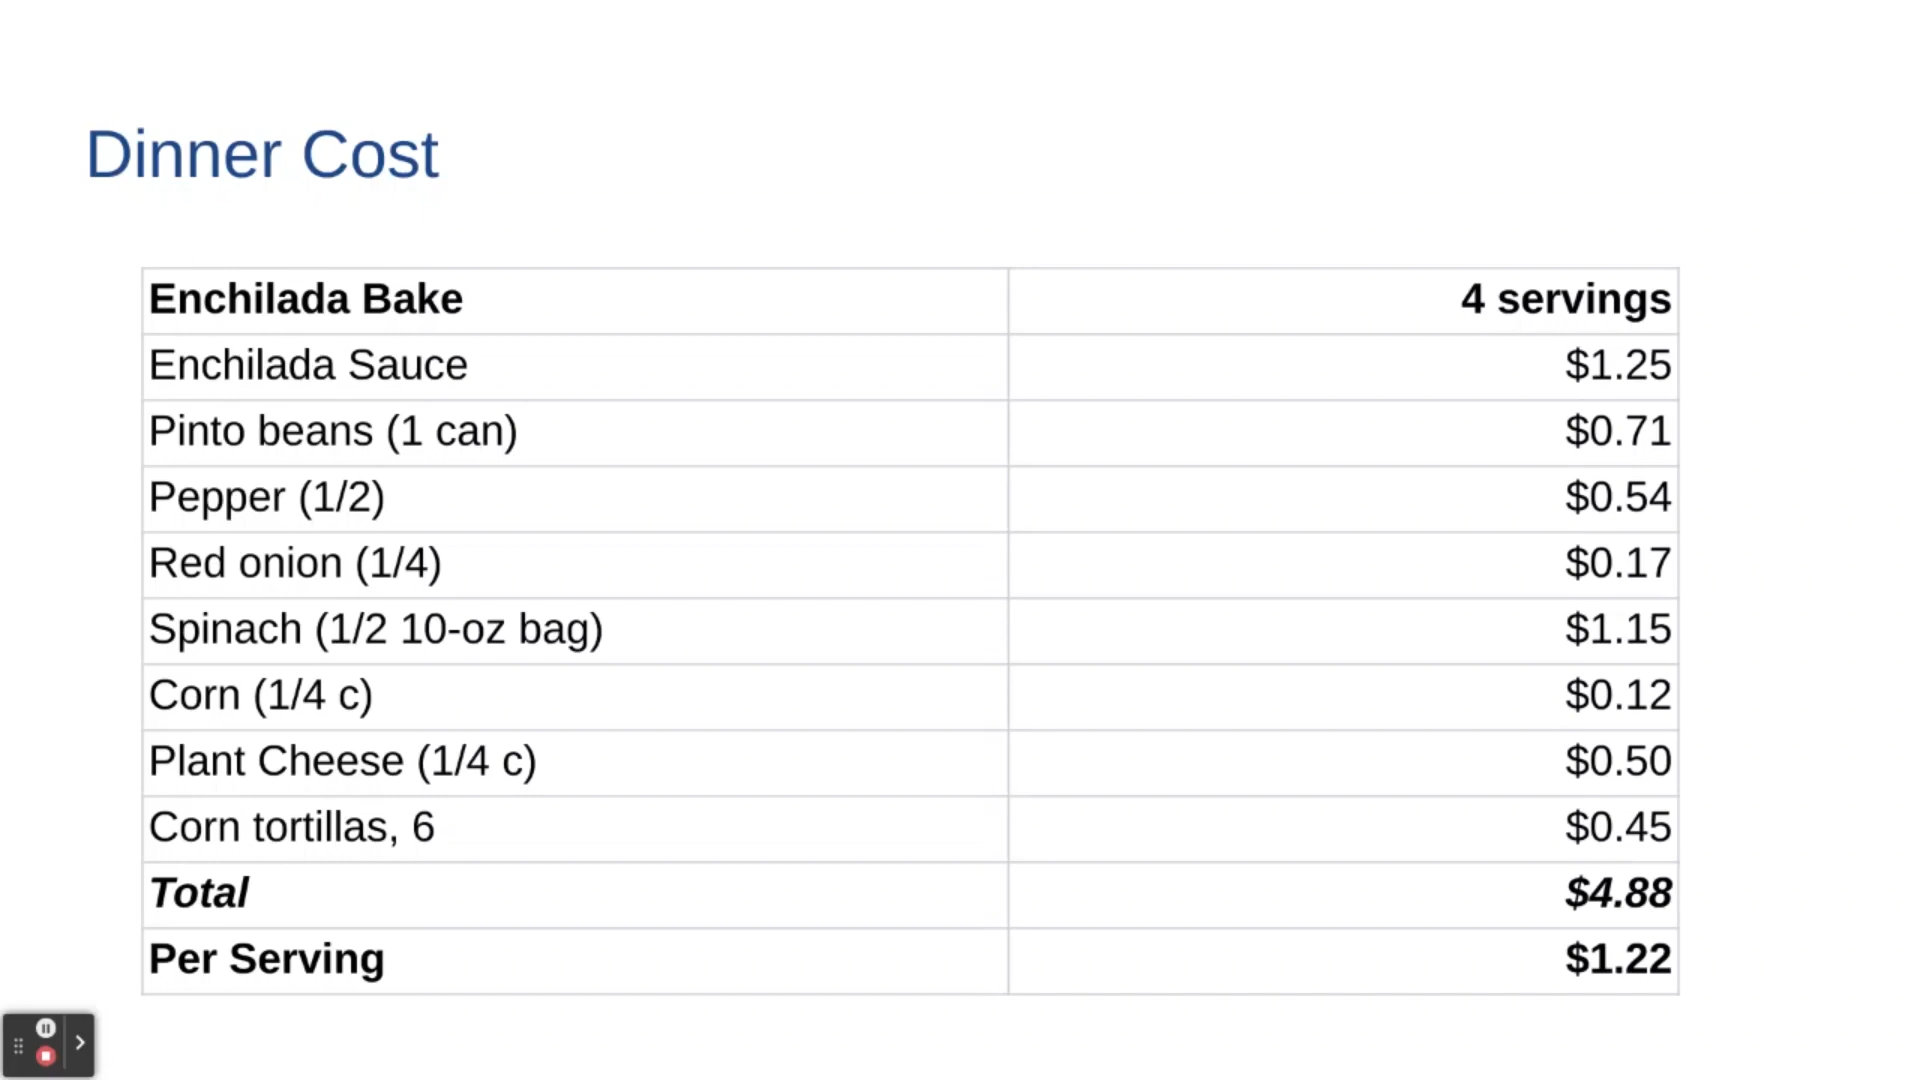 Dinner Cost
Enchilada Bake 4 servings
Enchilada Sauce $1.25
Pinto beans (1 can) $0.71
Pepper (1/2) $0.54
Red onion (1/4) $0.17
Spinach (1/2 10-oz bag) $1.15
Corn (1/4 c) $0.12
Plant Cheese (1/4 c) $0.50
Corn tortillas, 6 $0.45
Total $4.88
Per Serving $1.22